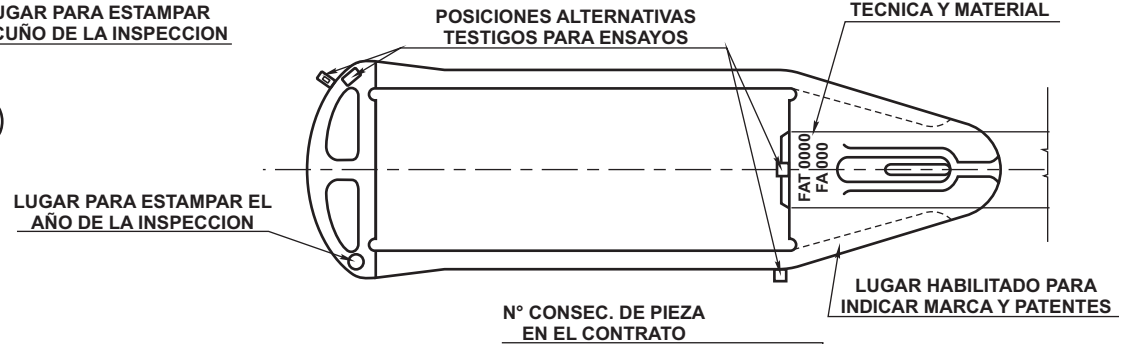 UGAR PARA ESTAMPAR
CUÑO DE LA INSPECCION
POSICIONES ALTERNATIVAS
TESTIGOS PARA ENSAYOS
TECNICA Y MATERIAL
FAT 0000
FA 000
LUGAR PARA ESTAMPAR EL
AÑO DE LA INSPECCION
LUGAR HABILITADO PARA
INDICAR MARCA Y PATENTES
N° CONSEC. DE PIEZA
EN EL CONTRATO